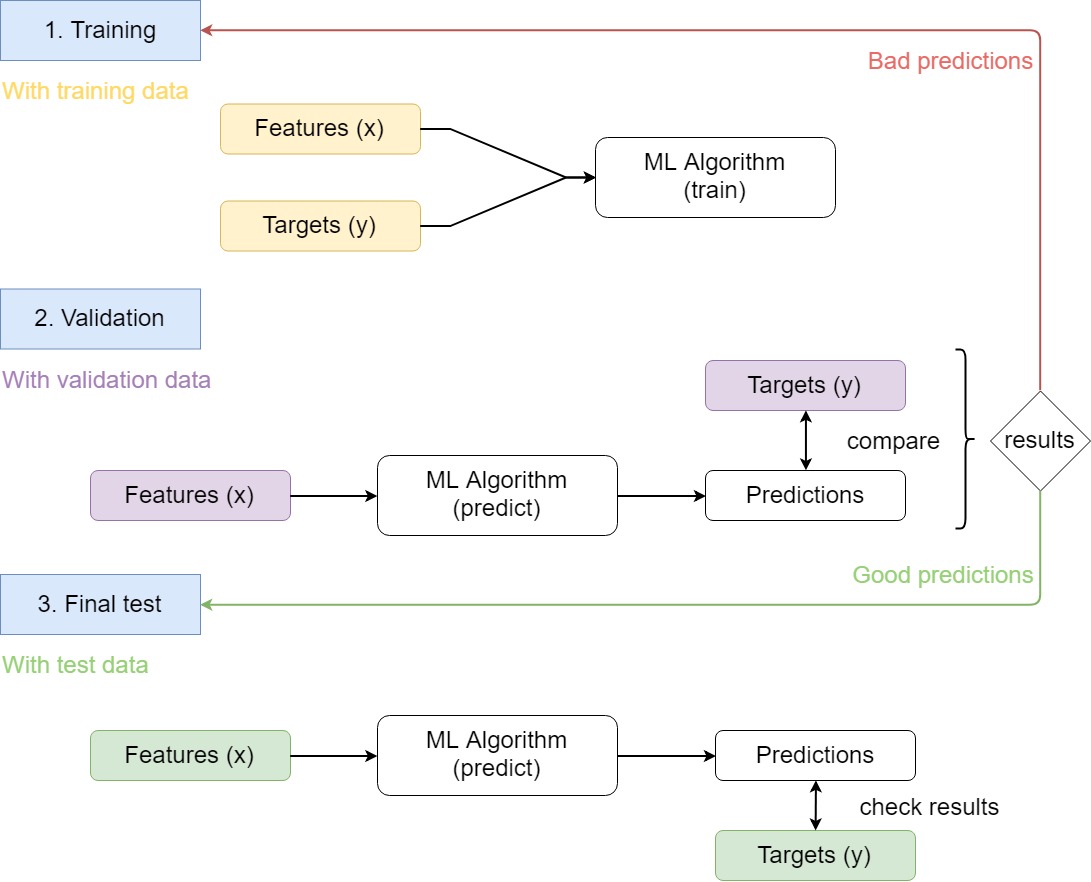 1. Training
Bad predictions
With training data
Features (x)
ML Algorithm
(train)
Targets (y)
2. Validation
With validation data
Targets (y)
compare
results
Features (x)
ML Algorithm
(predict)
Predictions
Good predictions
3. Final test
With test data
Features (x)
ML Algorithm
(predict)
Predictions
check results
Targets (y)